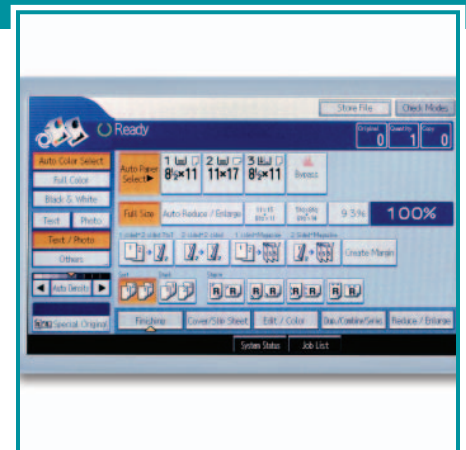 Store File Check Modes
Ready
Original Quantity Copy
0 1 0
Auto Color Select
Full Color
Black & White
Text Photo
Text / Photo
Others
Auto Density
Special Original
Auto Paper Select▶
1 8½×11
2 11×17
3 8½×11
Bypass
Full Size Auto Reduce / Enlarge 93% 100%
Create Margin
Sort Stack Staple
R R R R R R R R
Finishing Cover/Slip Sheet Edit / Color Dup./Combine/Series Reduce / Enlarge
System Status Job List